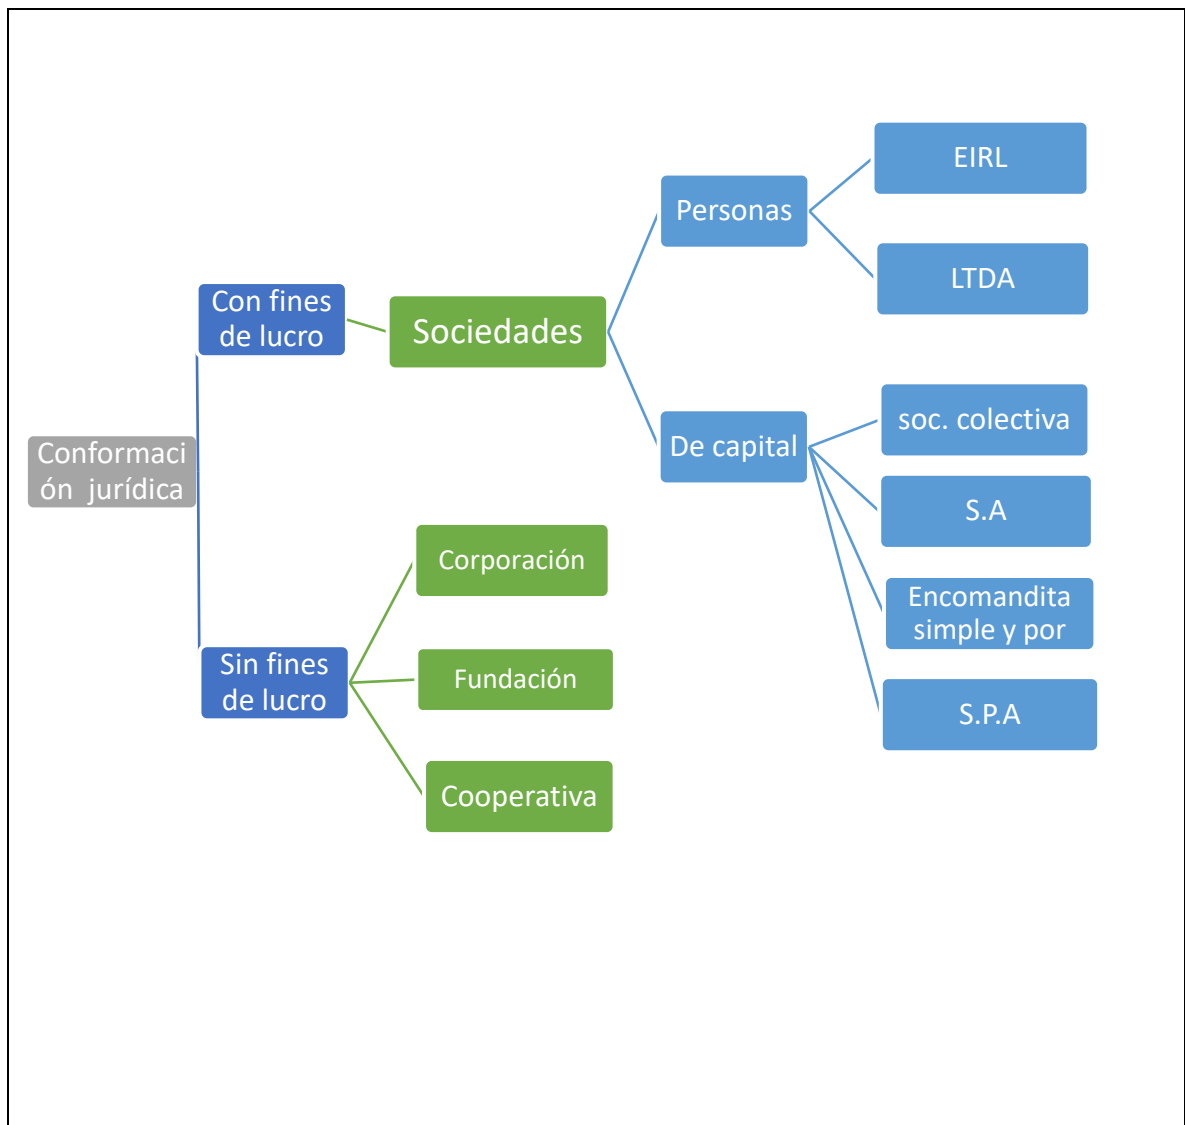 Conformaci
ón  jurídica
Con fines
de lucro
Sociedades
Personas
EIRL
LTDA
De capital
soc. colectiva
S.A
Encomandita
simple y por
S.P.A
Sin fines
de lucro
Corporación
Fundación
Cooperativa